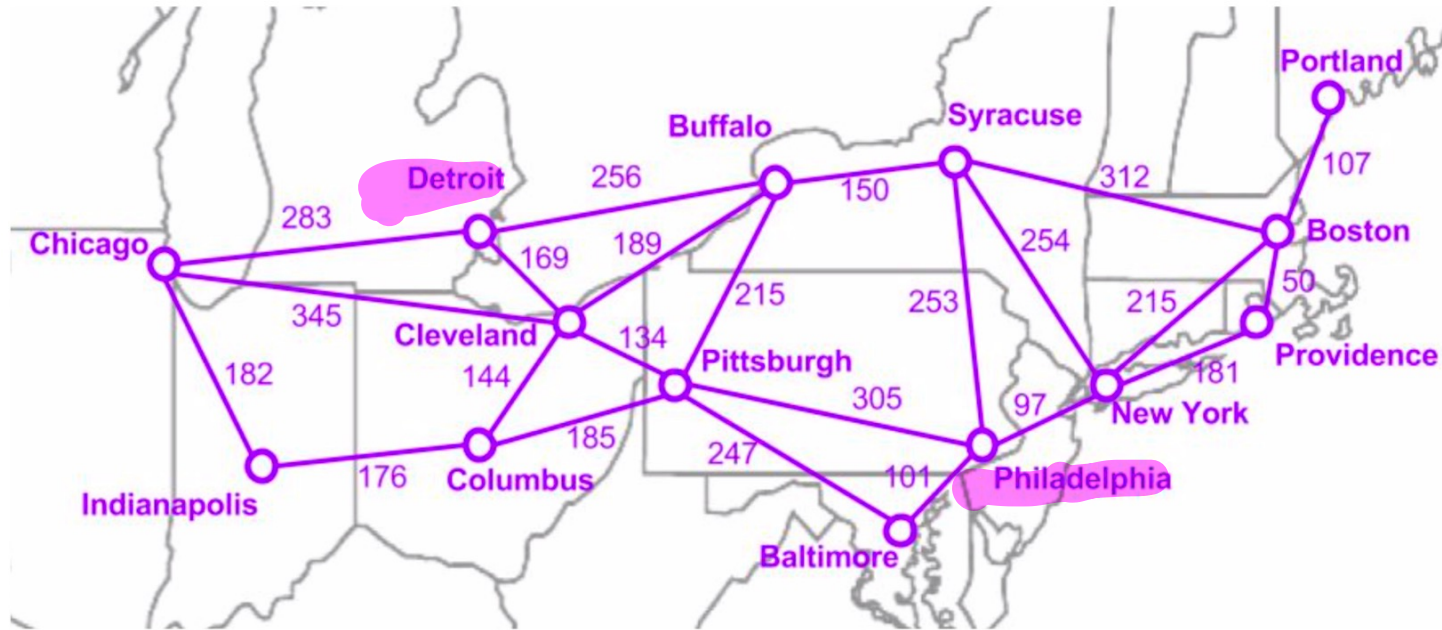 Portland
Syracuse
Buffalo
107
Detroit
256
150
312
283
Chicago
169
189
254
Boston
345
215
253
215
50
Cleveland
134
Pittsburgh
Providence
182
144
305
97
181
New York
185
247
176
Columbus
101
Philadelphia
Indianapolis
Baltimore